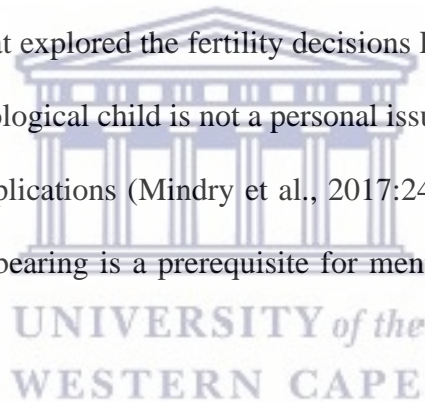 at explored the fertility decisions
ological child is not a personal issu
plications (Mindry et al., 2017:24
bearing is a prerequisite for men
UNIVERSITY of the
WESTERN CAPE